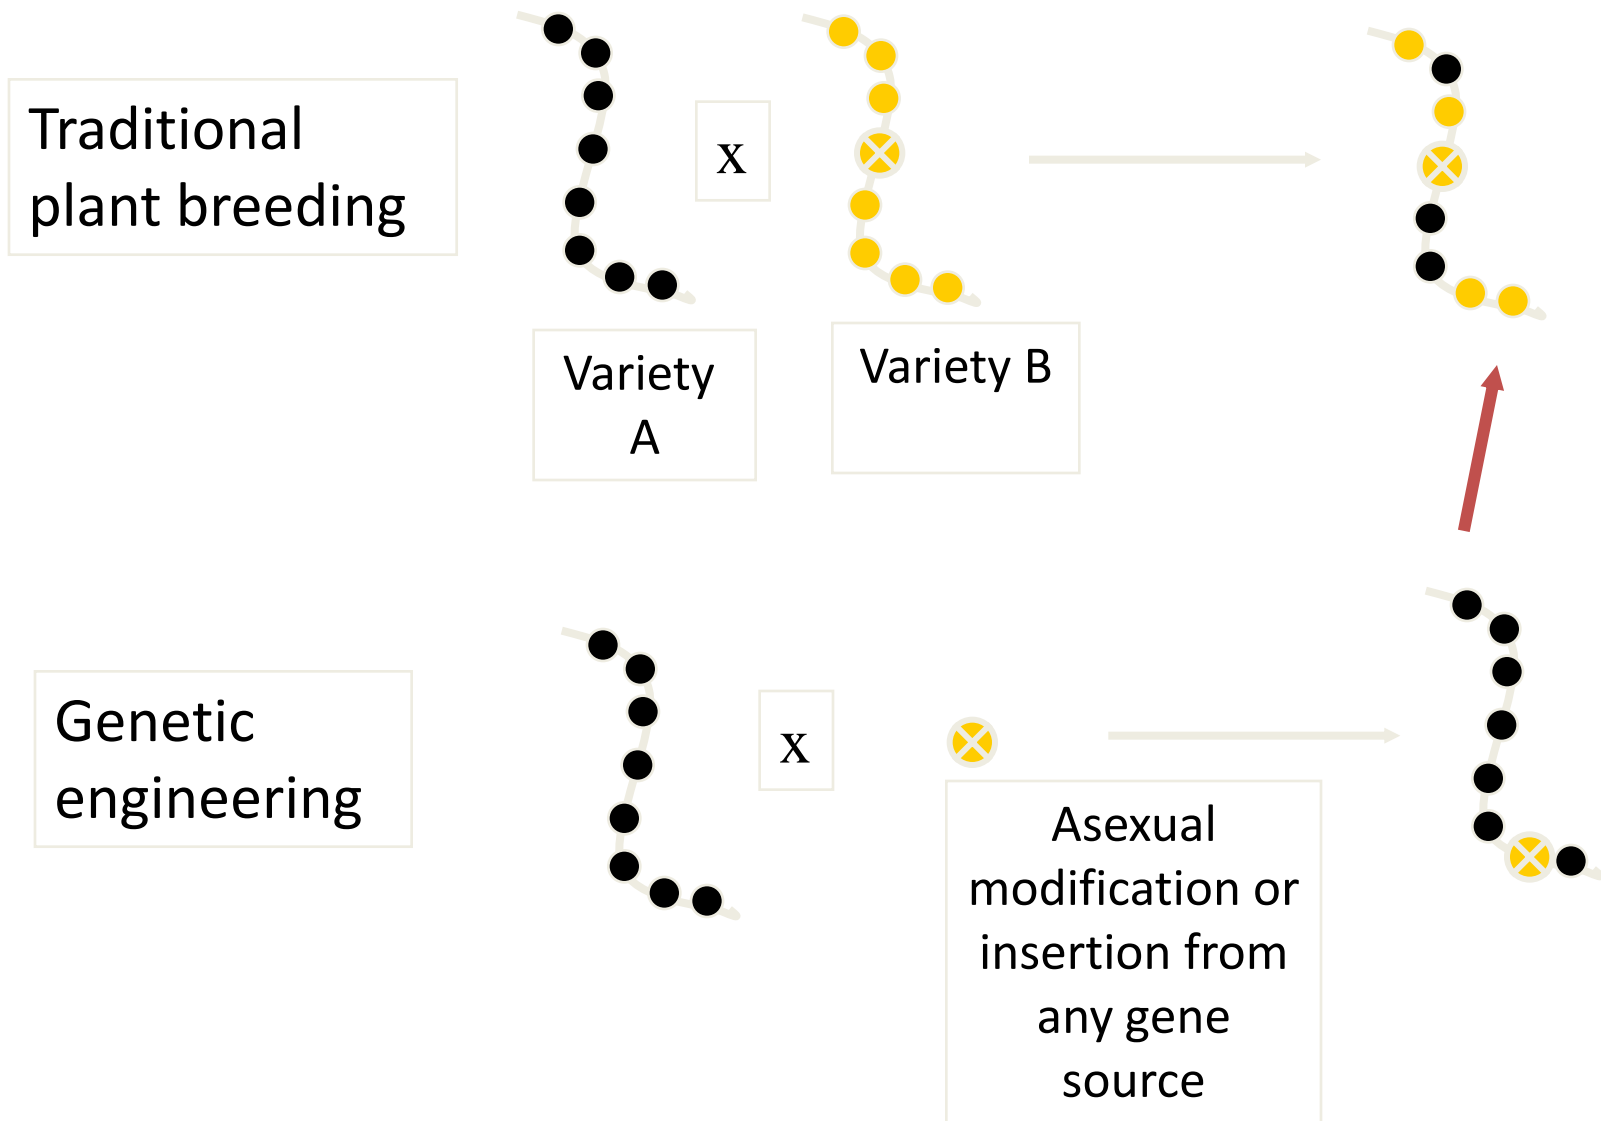 Traditional
plant breeding
x
Variety
A
Variety B
Genetic
engineering
x
Asexual
modification or
insertion from
any gene
source